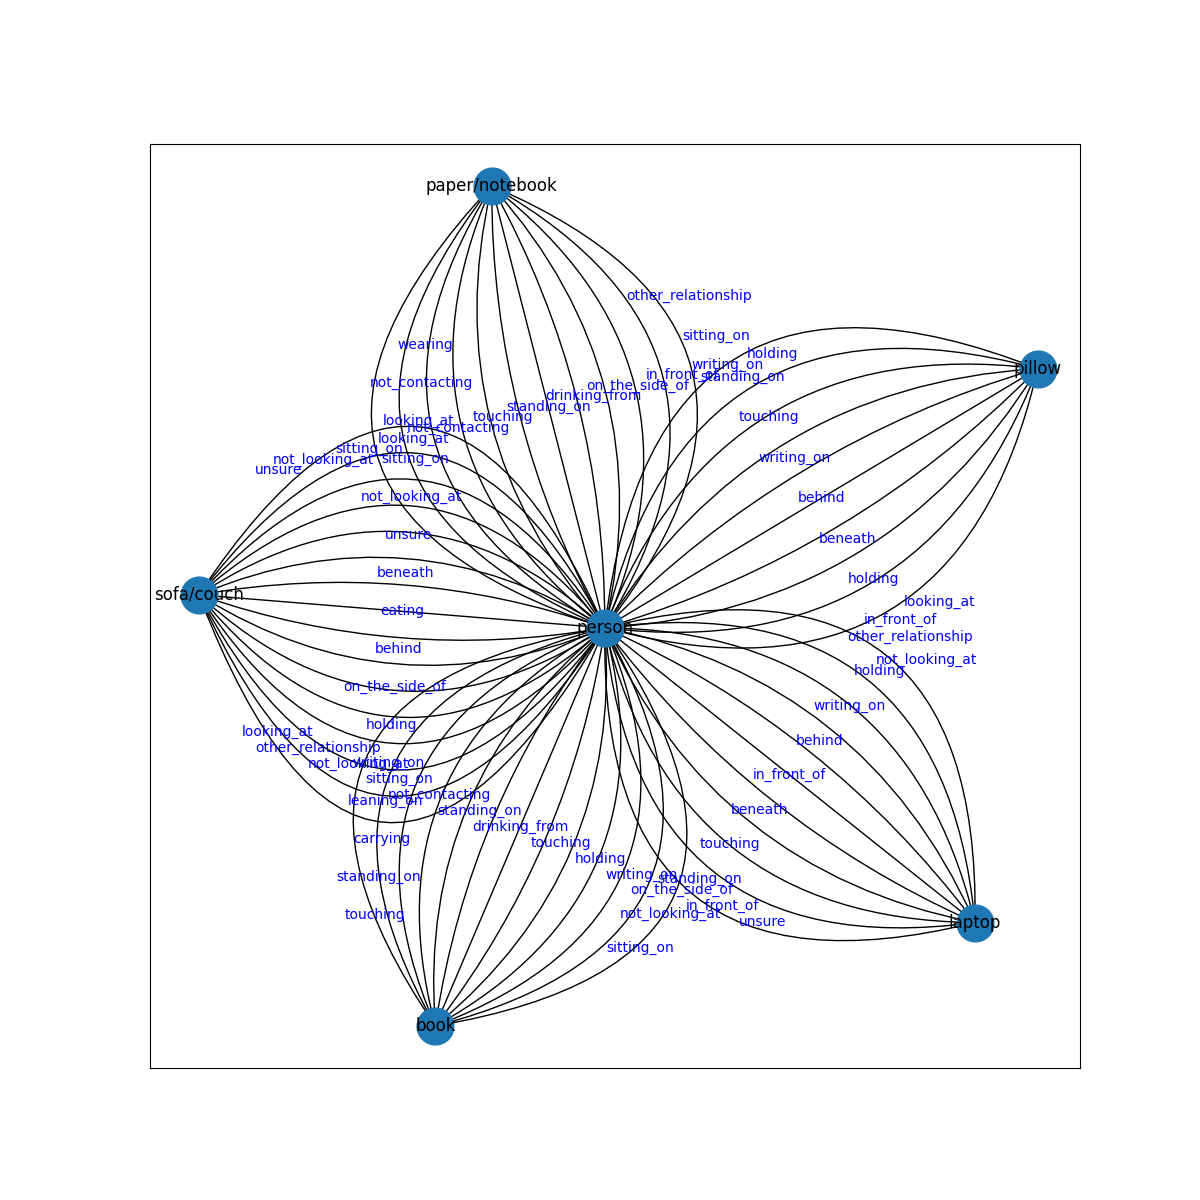 paper/notebook
other_relationship
sitting_on
wearing
holding
writing_on
in_front_of
standing_on
pillow
not_contacting
on_the_side_of
drinking_from
standing_on
touching
touching
looking_at
not_contacting
looking_at
sitting_on
not_looking_at
sitting_on
unsure
writing_on
not_looking_at
behind
unsure
beneath
beneath
holding
sofa/couch
looking_at
eating
in_front_of
person
other_relationship
behind
not_looking_at
holding
on_the_side_of
writing_on
holding
looking_at
behind
other_relationship
not_looking_at
writing_on
in_front_of
sitting_on
not_contacting
leaning_on
standing_on
beneath
drinking_from
carrying
touching
touching
holding
standing_on
writing_on
standing_on
on_the_side_of
in_front_of
touching
not_looking_at
unsure
laptop
sitting_on
book